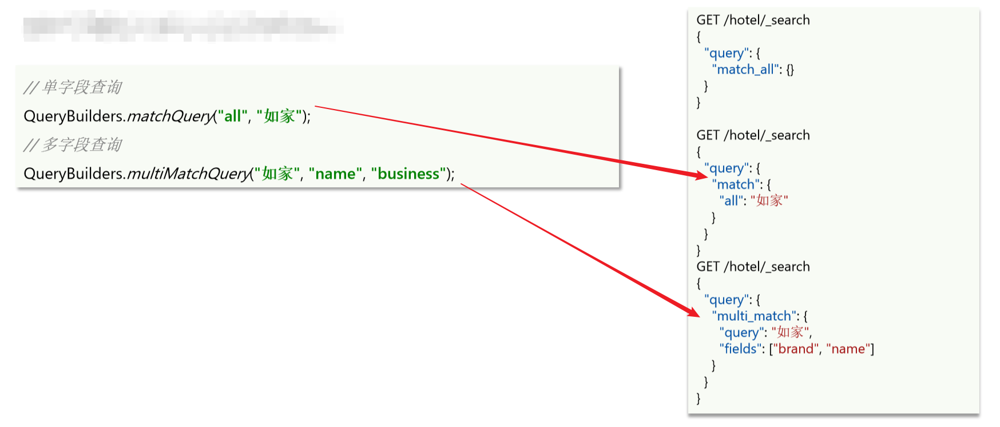 // 单字段查询
QueryBuilders.matchQuery("all", "如家");
// 多字段查询
QueryBuilders.multiMatchQuery("如家", "name", "business");
GET /hotel/_search
{
  "query": {
    "match_all": {}
  }
}
GET /hotel/_search
{
  "query": {
    "match": {
      "all": "如家"
    }
  }
}
GET /hotel/_search
{
  "query": {
    "multi_match": {
      "query": "如家",
      "fields": ["brand", "name"]
    }
  }
}